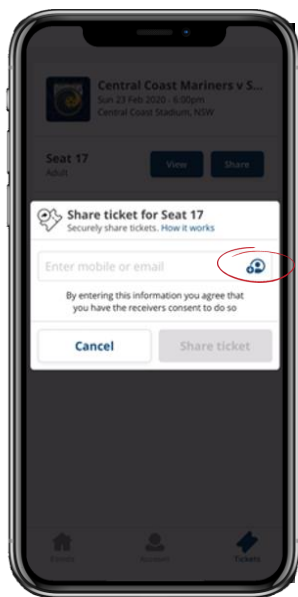 Central Coast Mariners v S...
Sun 23 Feb 2020 - 6:00pm
Central Coast Stadium, NSW
Seat 17
Adult
View
Share
Share ticket for Seat 17
Securely share tickets. How it works
Enter mobile or email
By entering this information you agree that
you have the receivers consent to do so
Cancel
Share ticket
Events
Tickets